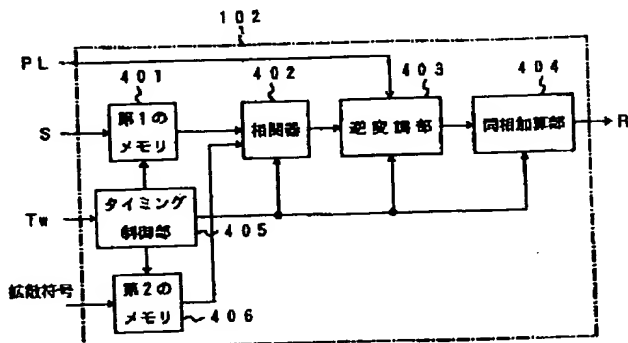 102
PL
401
402
403
404
S
第1の
メモリ
相関器
逆変調部
同相加算部
R
Tw
タイミング
制御部
405
拡散符号
第2の
メモリ
406